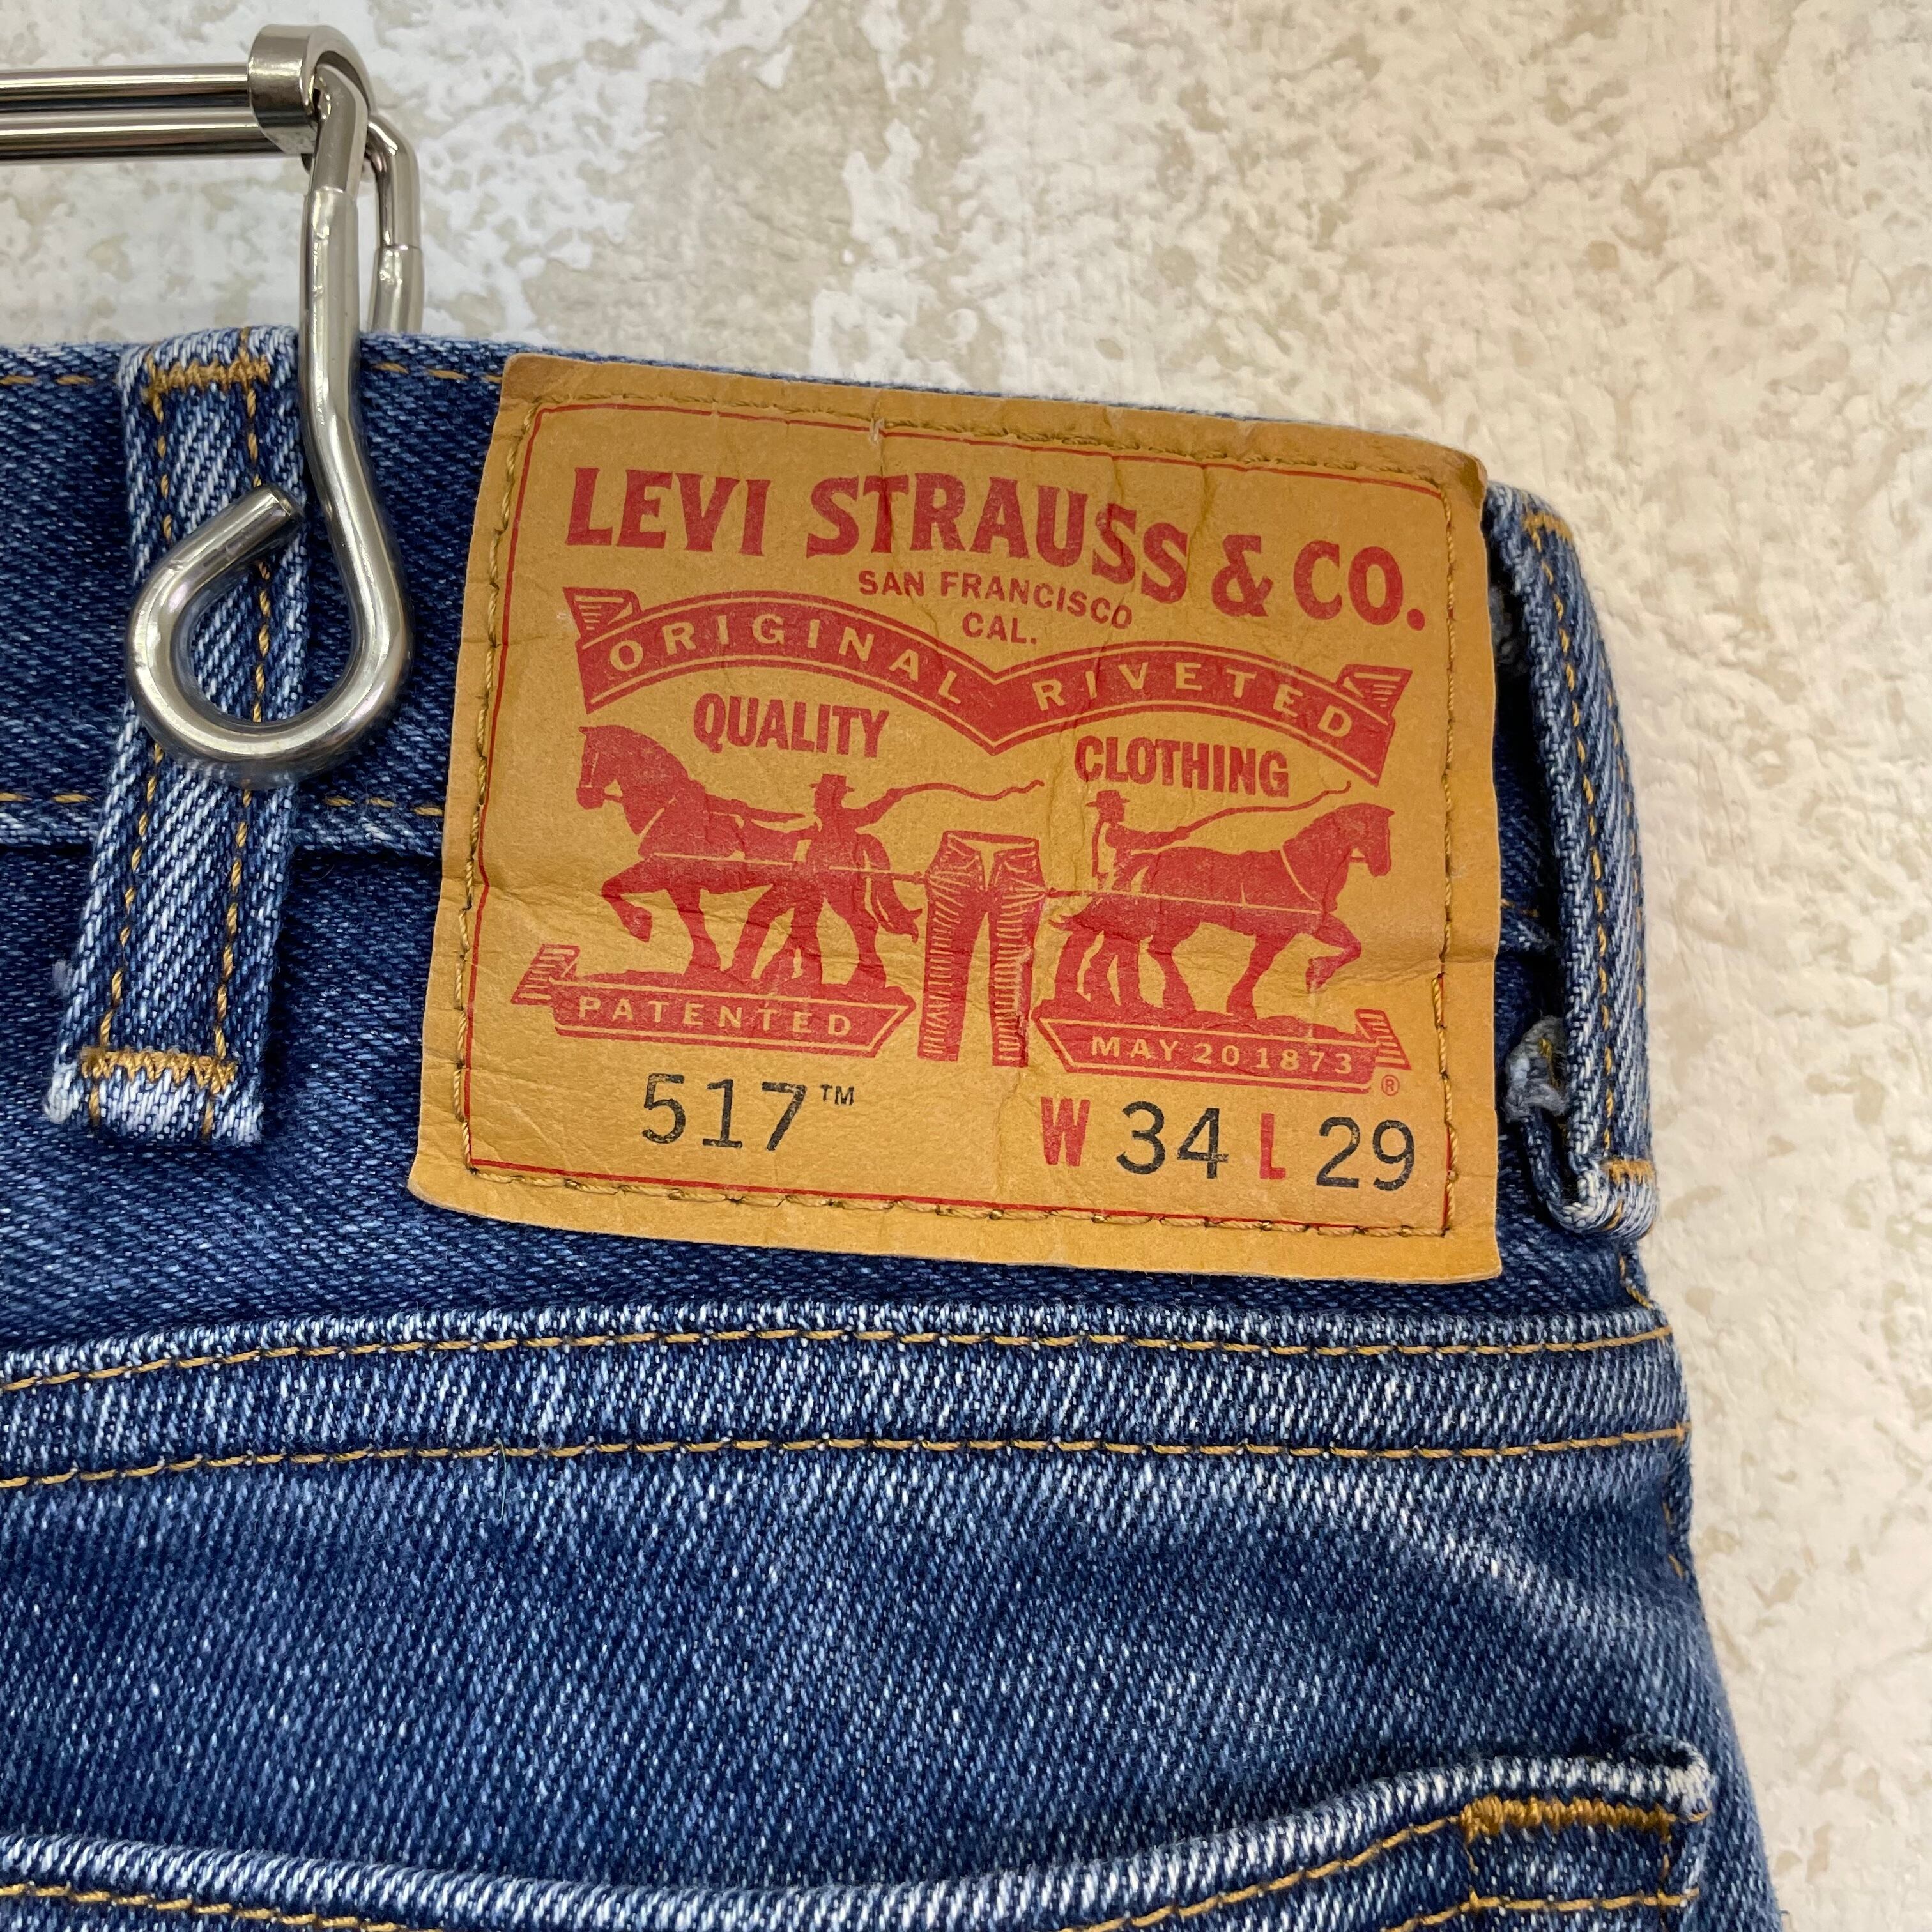 LEVI STRAUSS & CO.
SAN FRANCISCO
CAL.
ORIGINAL RIVETED
QUALITY CLOTHING
PATENTED MAY 20 1873 ®
517™ W 34 L 29